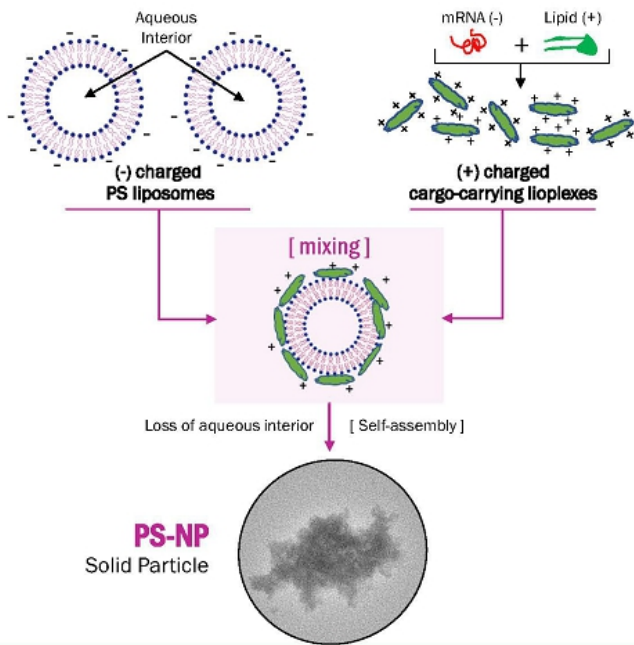 Aqueous
Interior
mRNA (-)
+
Lipid (+)
(-) charged
PS liposomes
(+) charged
cargo-carrying lioplexes
[ mixing ]
Loss of aqueous interior
[ Self-assembly ]
PS-NP
Solid Particle